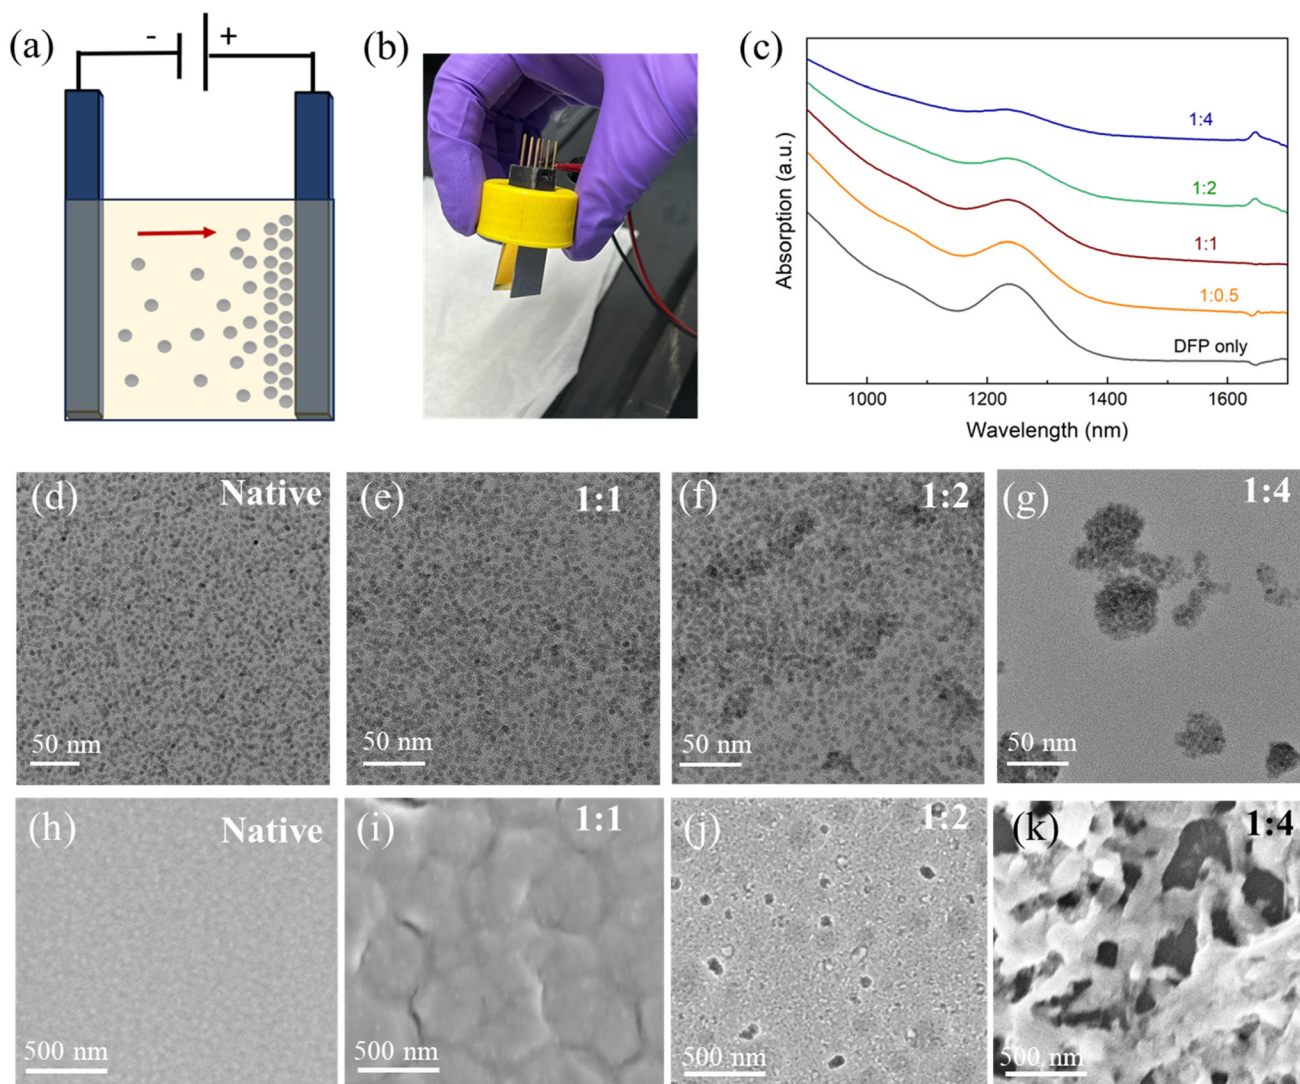 (a)
- +
(b)
(c)
Absorption (a.u.)
1:4
1:2
1:1
1:0.5
DFP only
1000 1200 1400 1600
Wavelength (nm)
(d) Native
50 nm
(e) 1:1
50 nm
(f) 1:2
50 nm
(g) 1:4
50 nm
(h) Native
500 nm
(i) 1:1
500 nm
(j) 1:2
500 nm
(k) 1:4
500 nm